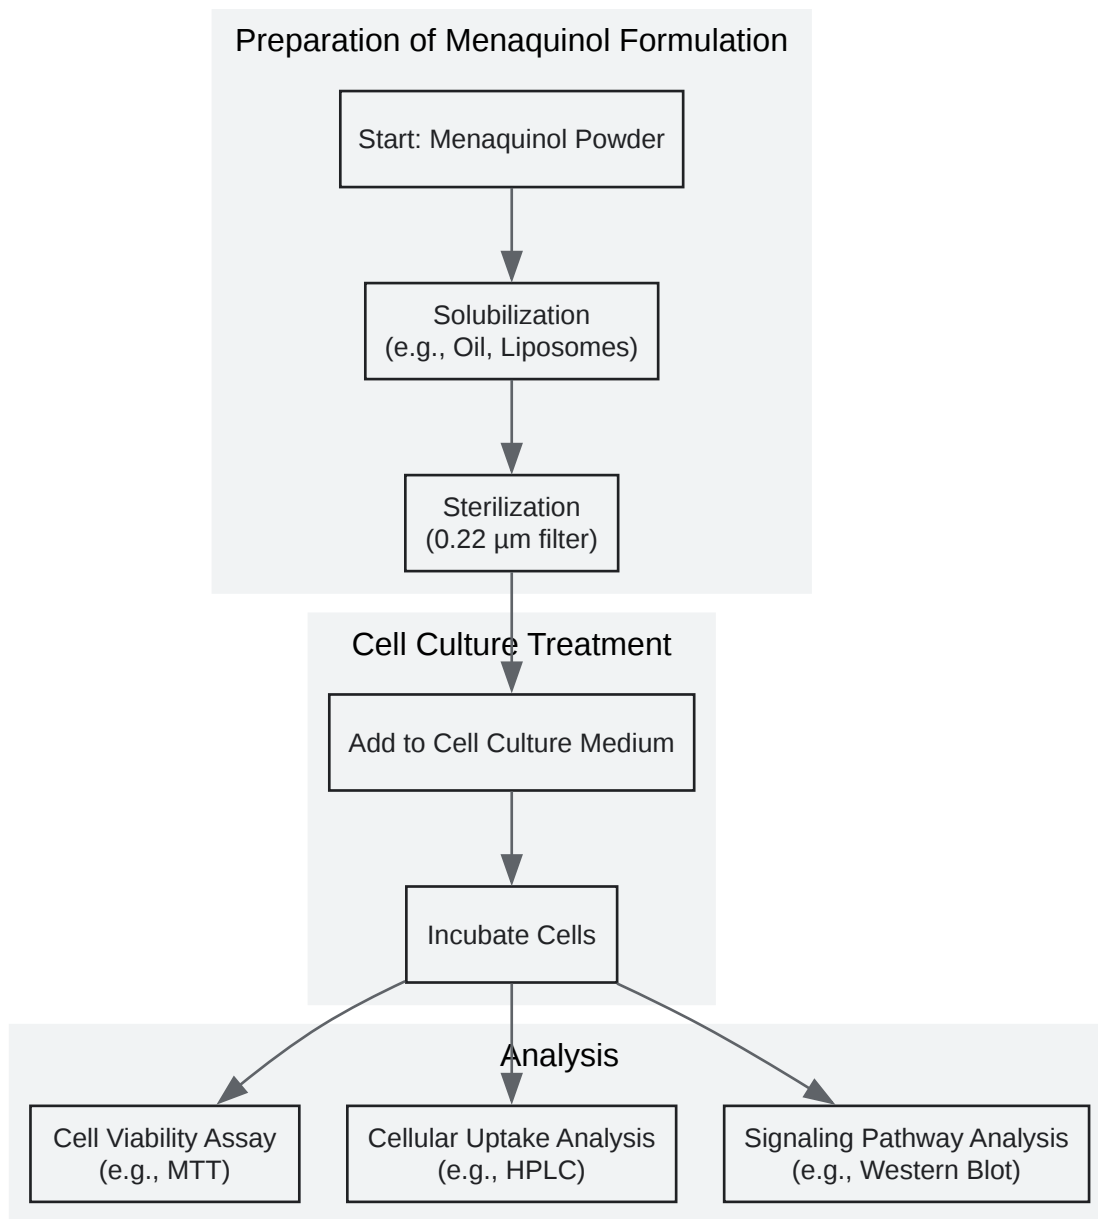 Preparation of Menaquinol Formulation
Start: Menaquinol Powder
Solubilization
(e.g., Oil, Liposomes)
Sterilization
(0.22 µm filter)
Cell Culture Treatment
Add to Cell Culture Medium
Incubate Cells
Analysis
Cell Viability Assay
(e.g., MTT)
Cellular Uptake Analysis
(e.g., HPLC)
Signaling Pathway Analysis
(e.g., Western Blot)